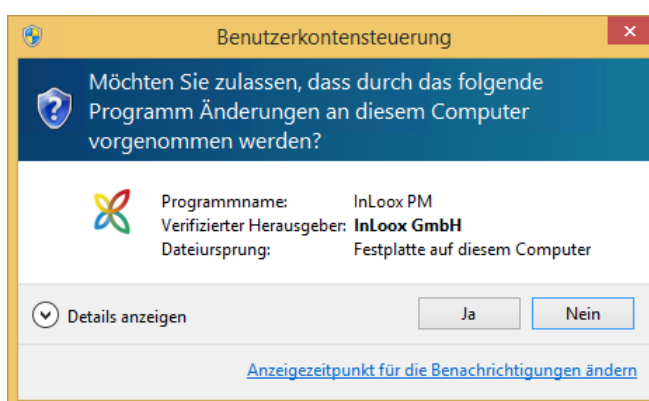 Benutzerkontensteuerung
Möchten Sie zulassen, dass durch das folgende
Programm Änderungen an diesem Computer
vorgenommen werden?
Programmname: InLoox PM
Verifizierter Herausgeber: InLoox GmbH
Dateiursprung: Festplatte auf diesem Computer
Details anzeigen Ja Nein
Anzeigezeitpunkt für die Benachrichtigungen ändern